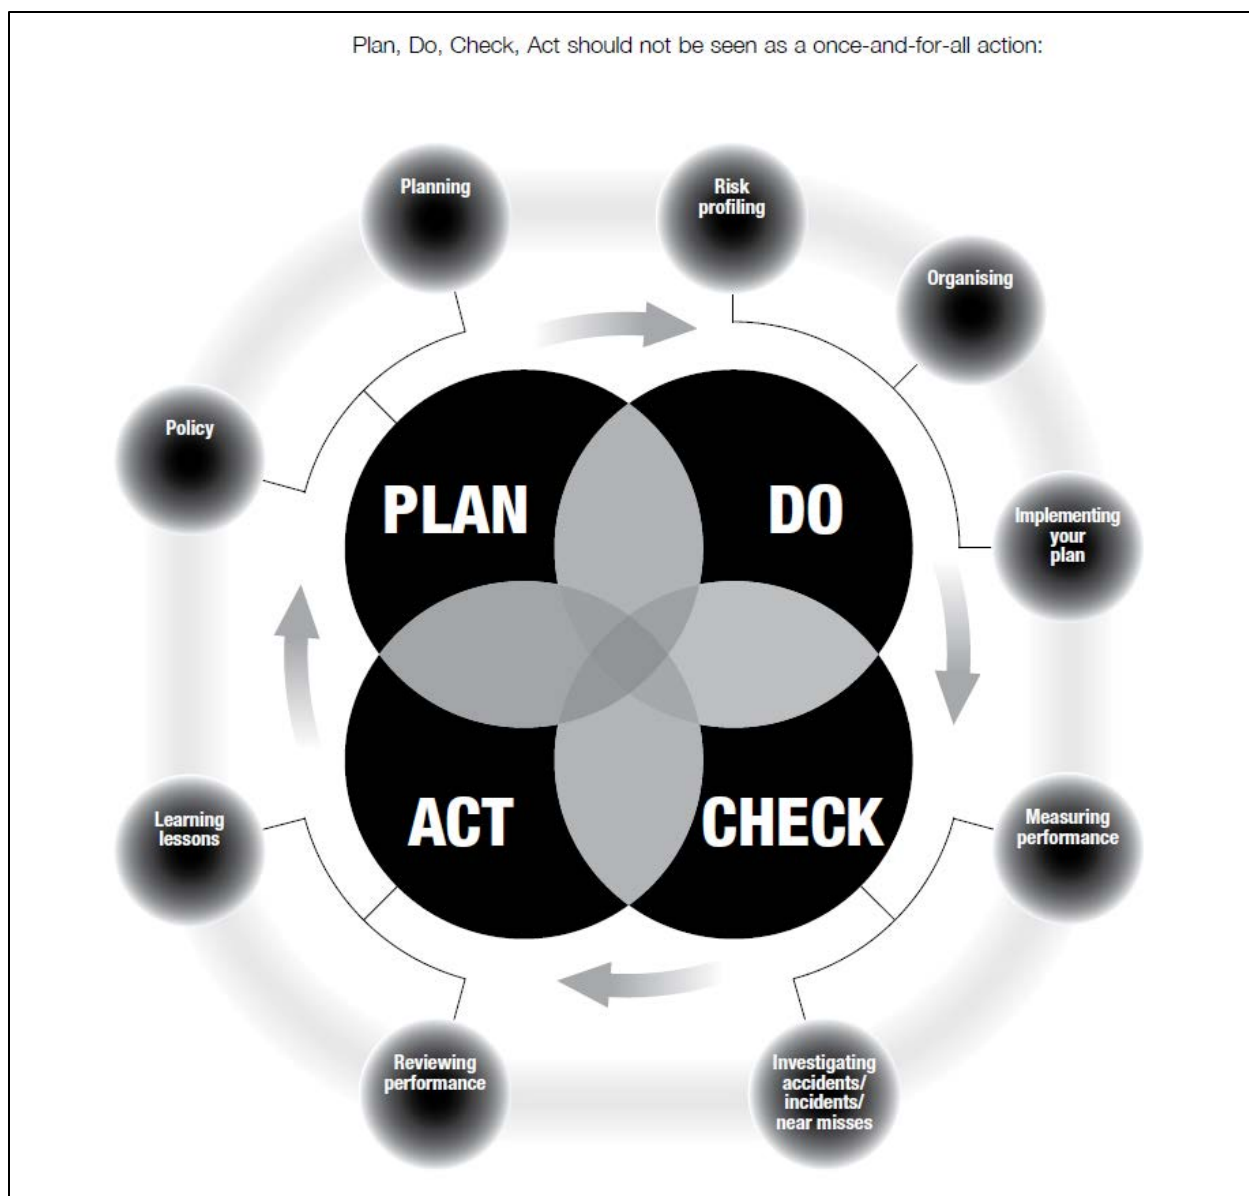 Plan, Do, Check, Act should not be seen as a once-and-for-all action:
Planning
Risk
profiling
Organising
Policy
PLAN
DO
Implementing
your
plan
Learning
lessons
ACT
CHECK
Measuring
performance
Reviewing
performance
Investigating
accidents/
incidents/
near misses